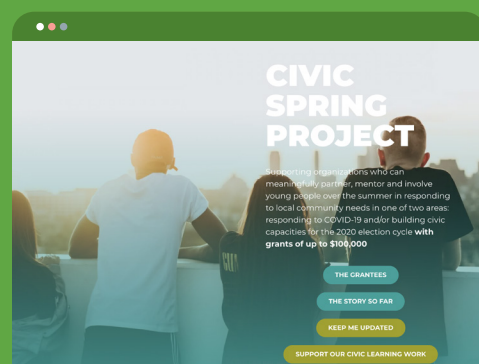 CIVIC
SPRING
PROJECT
Supporting organizations who can
meaningfully partner, mentor and involve
young people over the summer in responding
to local community needs in one of two areas:
responding to COVID-19 and/or building civic
capacities for the 2020 election cycle with
grants of up to $100,000
THE GRANTEES
THE STORY SO FAR
KEEP ME UPDATED
SUPPORT OUR CIVIC LEARNING WORK